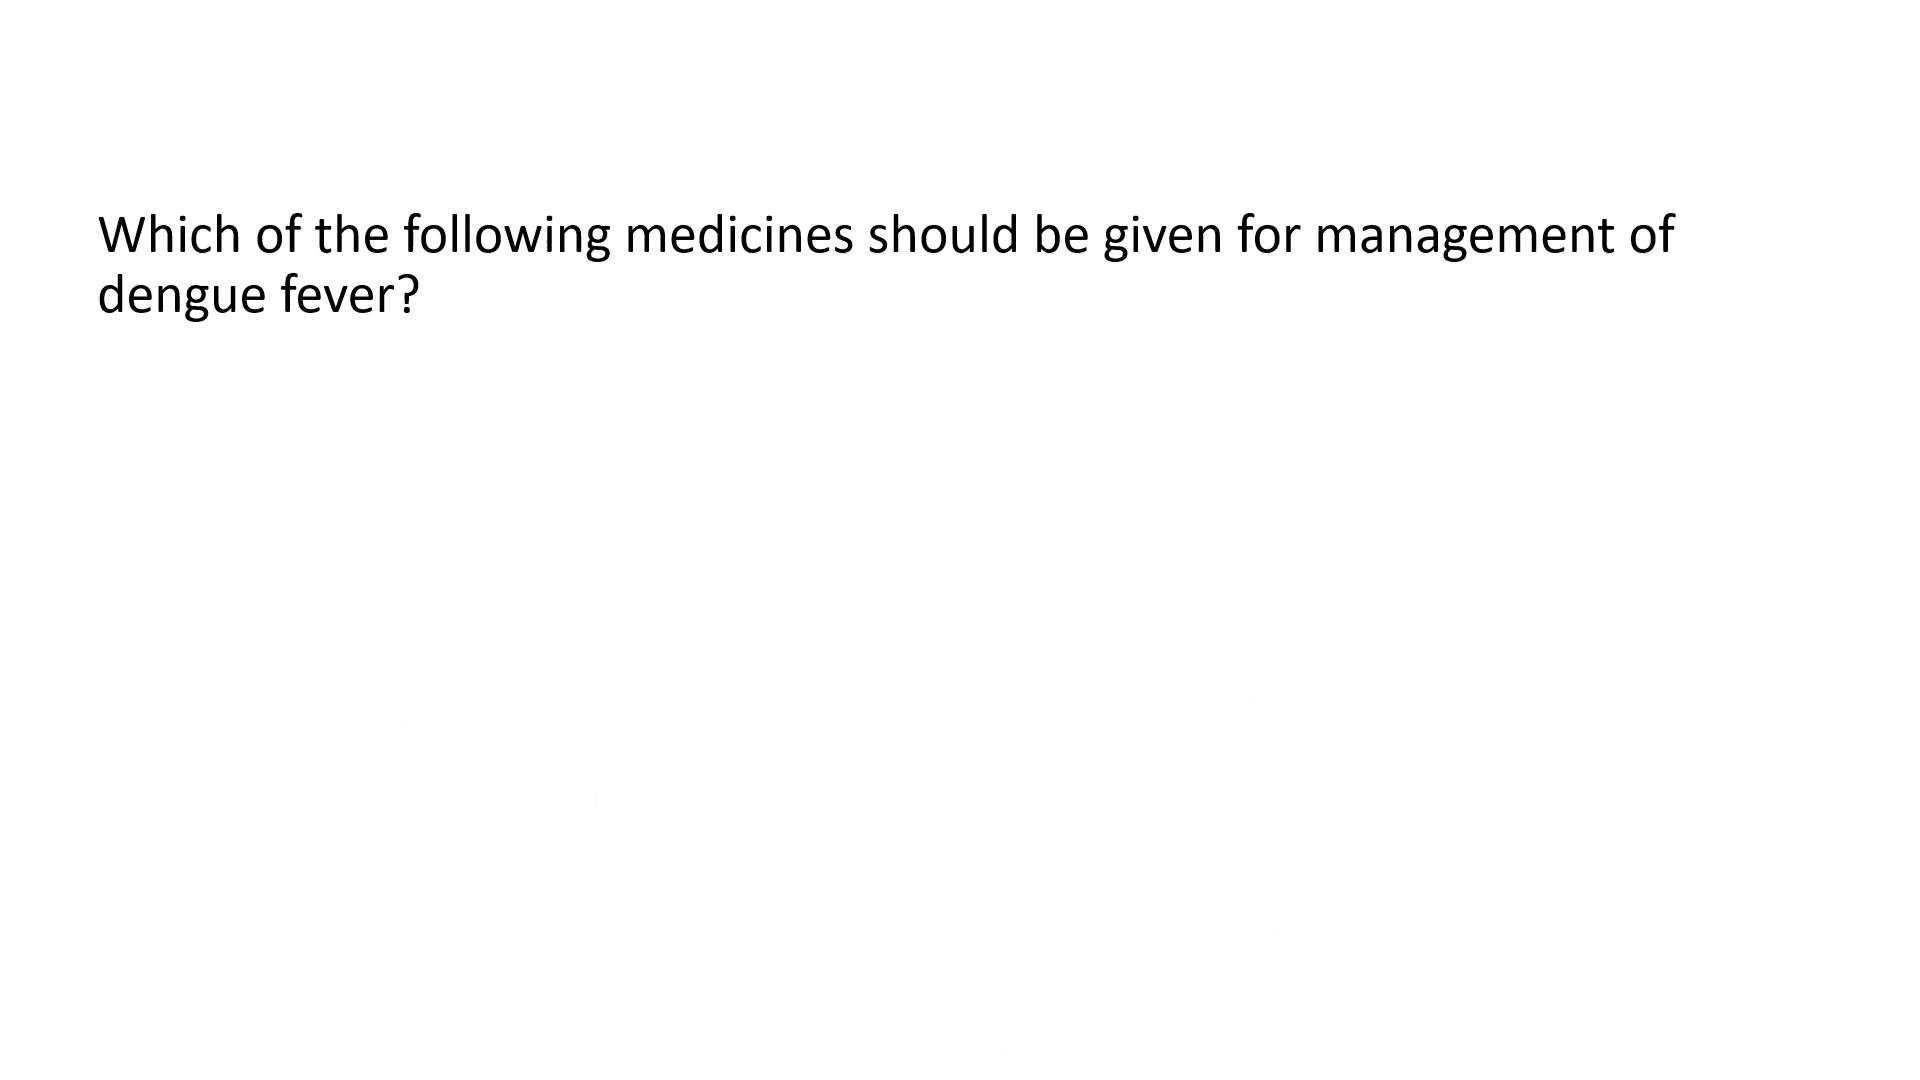 Which of the following medicines should be given for management of
dengue fever?